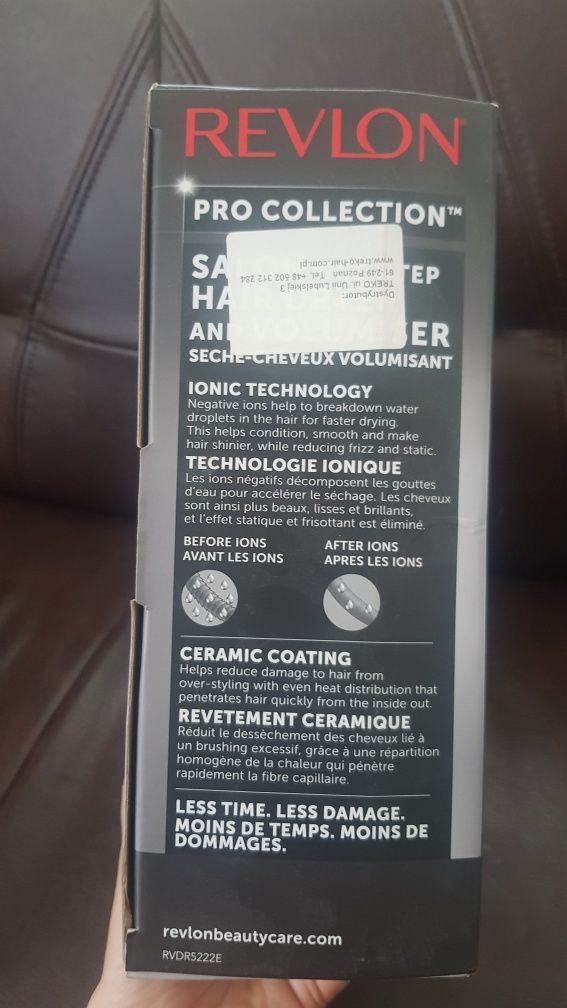 REVLON®
PRO COLLECTION™
SA
TEP
HA
AND VOLUMISER
SECHE-CHEVEUX VOLUMISANT
Dystrybutor:
TREKO ul. Unii Lubelskiej 3
61-249 Poznań Tel. +48 502 312 284
www.treko-hair.com.pl
IONIC TECHNOLOGY
Negative ions help to breakdown water
droplets in the hair for faster drying.
This helps condition, smooth and make
hair shinier, while reducing frizz and static.
TECHNOLOGIE IONIQUE
Les ions négatifs décomposent les gouttes
d'eau pour accélérer le séchage. Les cheveux
sont ainsi plus beaux, lisses et brillants,
et l'effet statique et frisottant est éliminé.
BEFORE IONS
AVANT LES IONS
AFTER IONS
APRES LES IONS
CERAMIC COATING
Helps reduce damage to hair from
over-styling with even heat distribution that
penetrates hair quickly from the inside out.
REVETEMENT CERAMIQUE
Réduit le dessèchement des cheveux lié à
un brushing excessif, grâce à une répartition
homogène de la chaleur qui pénètre
rapidement la fibre capillaire.
LESS TIME. LESS DAMAGE.
MOINS DE TEMPS. MOINS DE
DOMMAGES.
revlonbeautycare.com
RVDR5222E